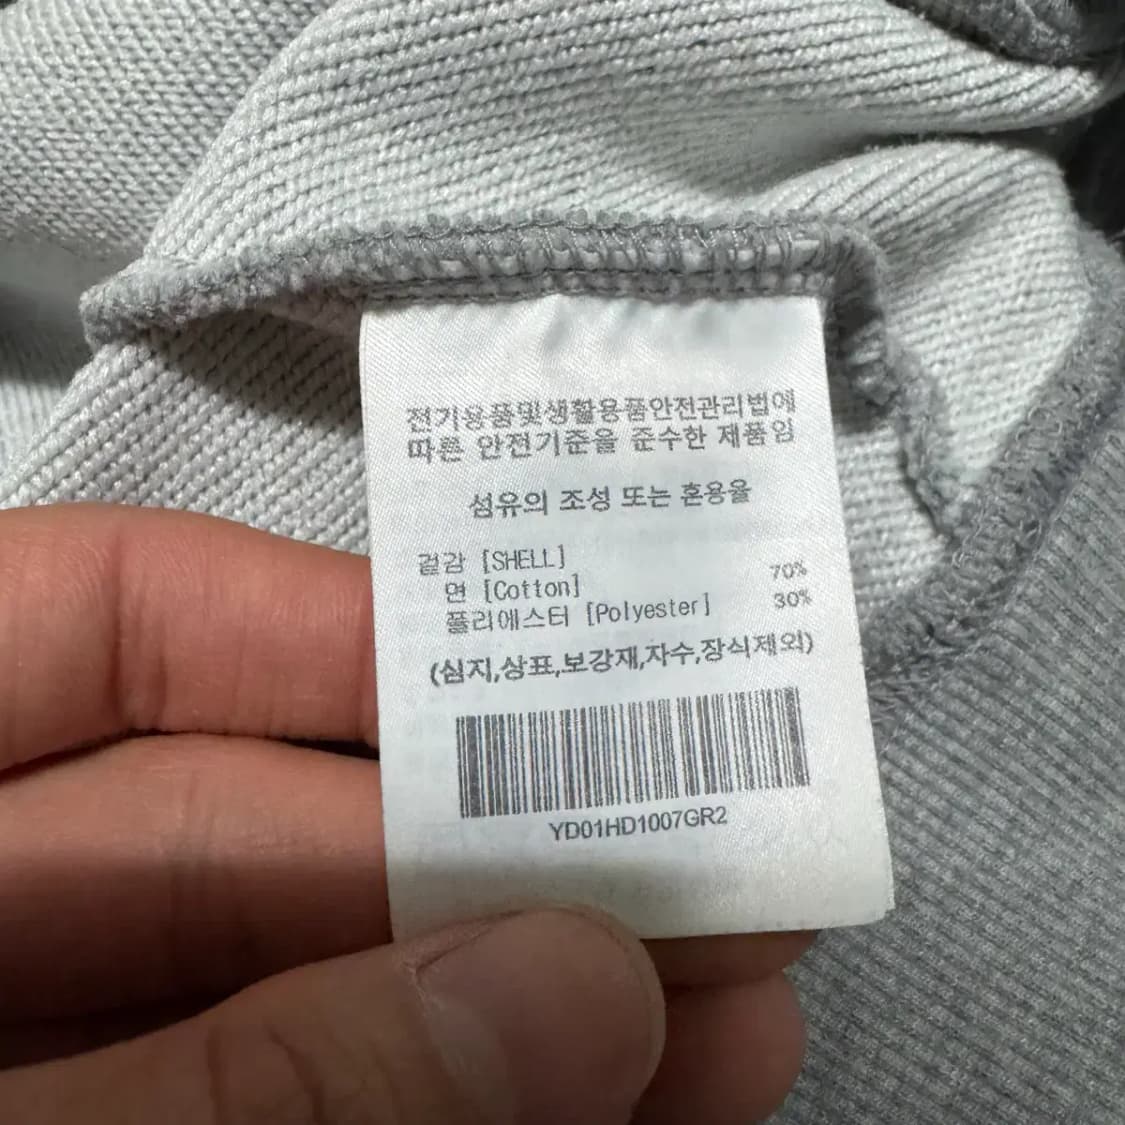 전기용품및생활용품안전관리법에
따른 안전기준을 준수한 제품임
섬유의 조성 또는 혼용율
겉감 [SHELL]
면 [Cotton] 70%
폴리에스터 [Polyester] 30%
(심지,상표,보강재,자수,장식제외)
YD01HD1007GR2